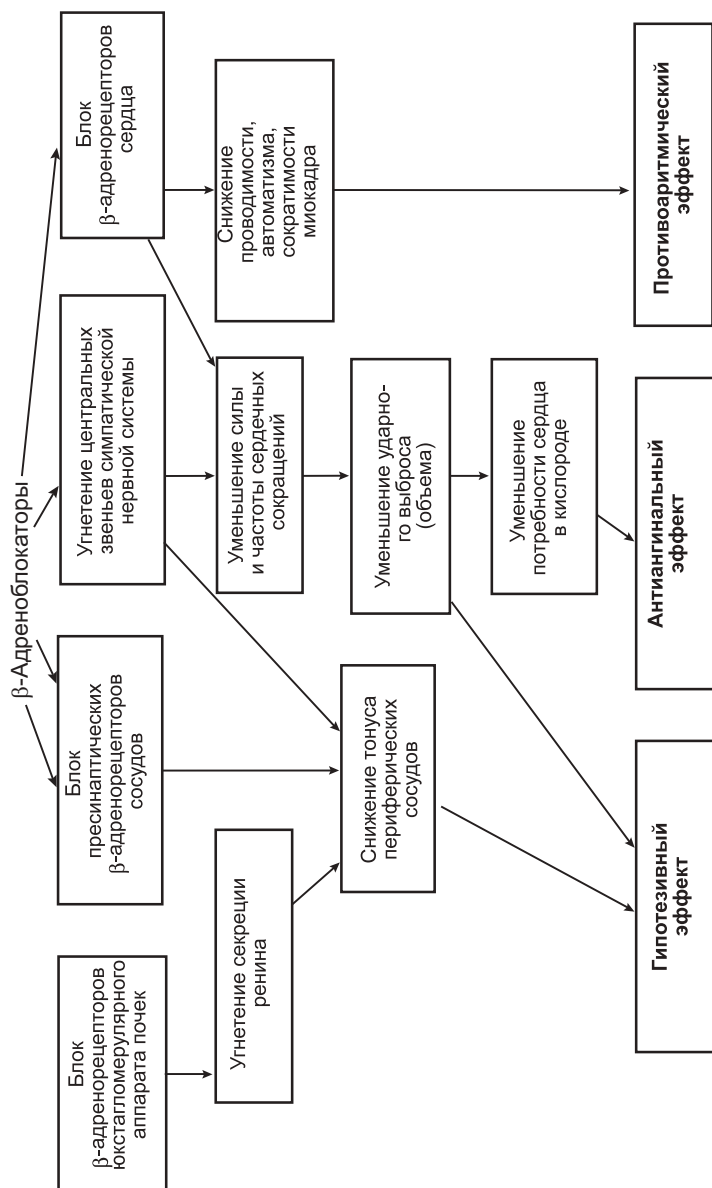 β-Адреноблокаторы
Блок
β-адренорецепторов
юкстагломерулярного
аппарата почек
Блок
пресинаптических
β-адренорецепторов
сосудов
Угнетение центральных
звеньев симпатической
нервной системы
Блок
β-адренорецепторов
сердца
Угнетение секреции
ренина
Уменьшение силы
и частоты сердечных
сокращений
Снижение
проводимости,
автоматизма,
сократимости
миокадра
Снижение тонуса
периферических
сосудов
Уменьшение ударно-
го выброса
(объема)
Уменьшение
потребности сердца
в кислороде
Гипотезивный
эффект
Антиангинальный
эффект
Противоаритмический
эффект